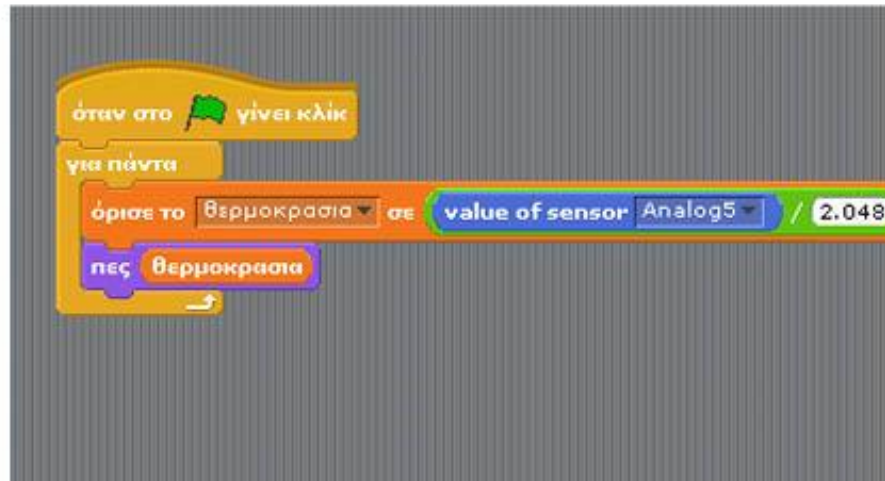 όταν στο γίνει κλίκ
για πάντα
όρισε το θερμοκρασια σε value of sensor Analog5 / 2.048
πες θερμοκρασια